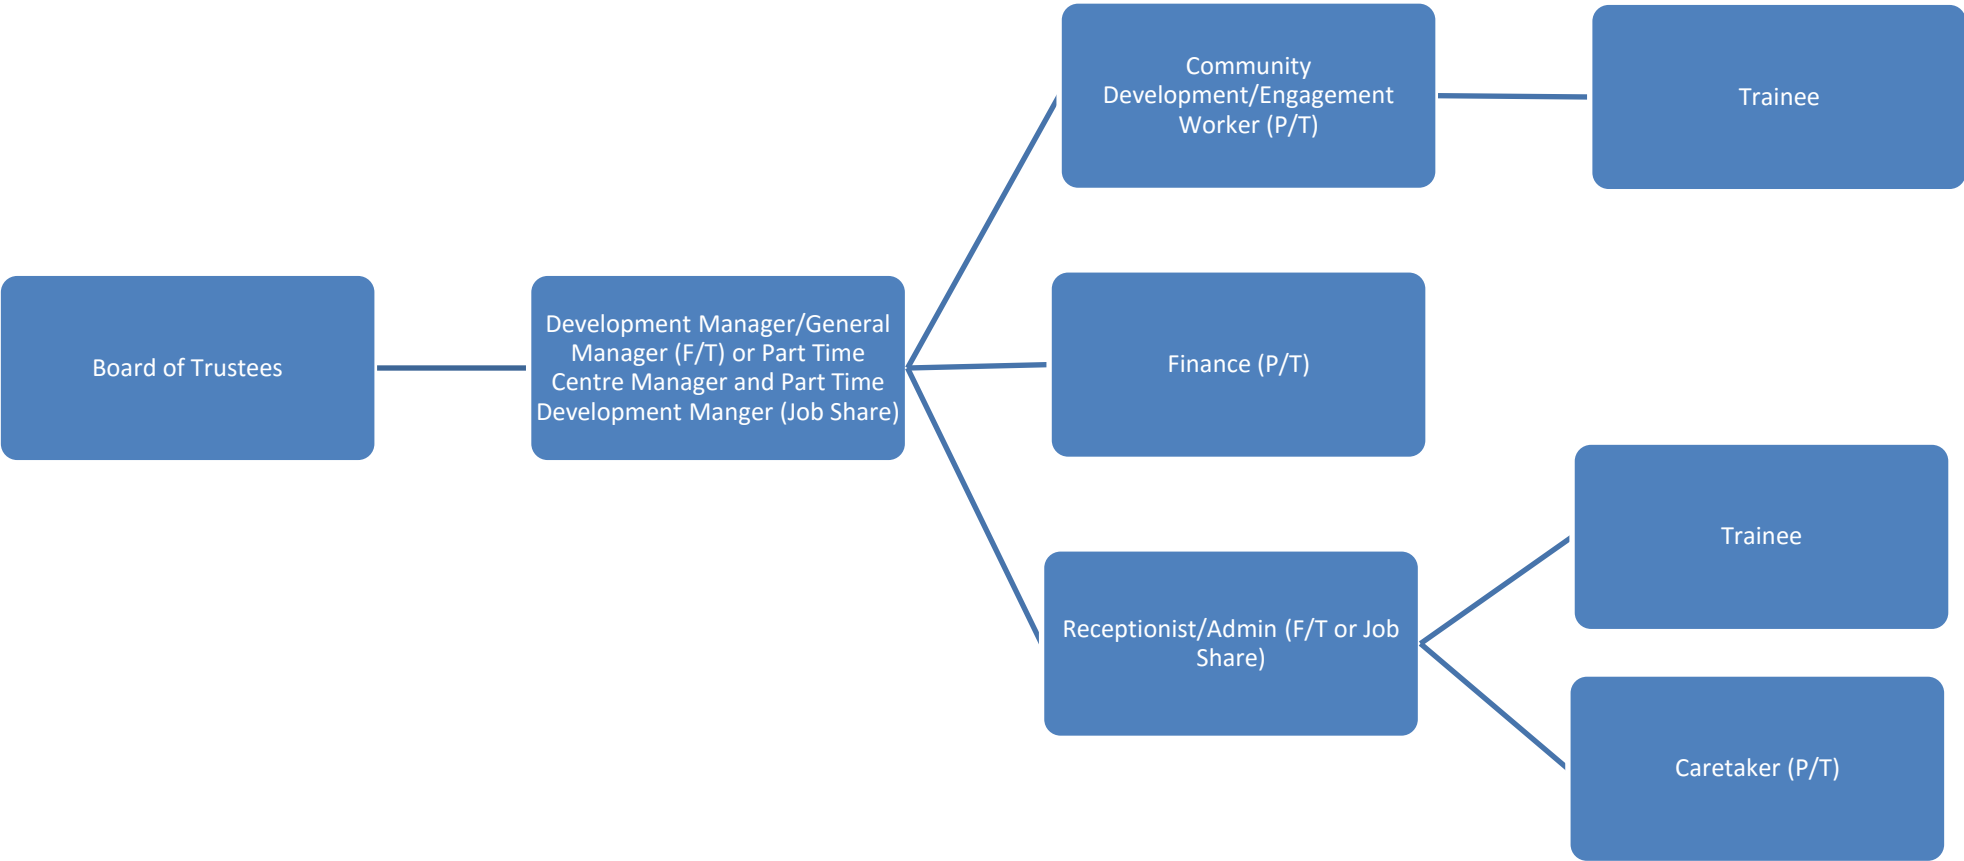 Board of Trustees
Development Manager/General
Manager (F/T) or Part Time
Centre Manager and Part Time
Development Manger (Job Share)
Community
Development/Engagement
Worker (P/T)
Trainee
Finance (P/T)
Receptionist/Admin (F/T or Job
Share)
Trainee
Caretaker (P/T)